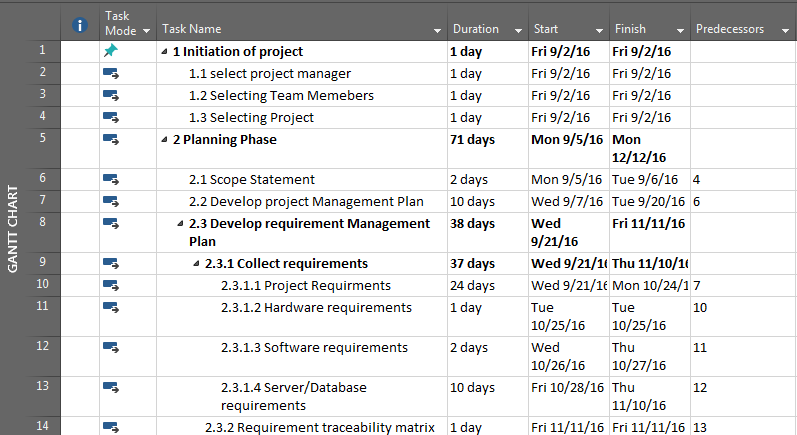 Task Mode Task Name Duration Start Finish Predecessors
1 1 Initiation of project 1 day Fri 9/2/16 Fri 9/2/16
2 1.1 select project manager 1 day Fri 9/2/16 Fri 9/2/16
3 1.2 Selecting Team Memebers 1 day Fri 9/2/16 Fri 9/2/16
4 1.3 Selecting Project 1 day Fri 9/2/16 Fri 9/2/16
5 2 Planning Phase 71 days Mon 9/5/16 Mon
12/12/16
6 2.1 Scope Statement 2 days Mon 9/5/16 Tue 9/6/16 4
7 2.2 Develop project Management Plan 10 days Wed 9/7/16 Tue 9/20/16 6
8 2.3 Develop requirement Management 38 days Wed Fri 11/11/16
Plan 9/21/16
9 2.3.1 Collect requirements 37 days Wed 9/21/1 Thu 11/10/1
10 2.3.1.1 Project Requirments 24 days Wed 9/21/1 Mon 10/24/1 7
11 2.3.1.2 Hardware requirements 1 day Tue Tue 10
10/25/16 10/25/16
12 2.3.1.3 Software requirements 2 days Wed Thu 11
10/26/16 10/27/16
13 2.3.1.4 Server/Database 10 days Fri 10/28/16 Thu 12
requirements 11/10/16
14 2.3.2 Requirement traceability matrix 1 day Fri 11/11/16 Fri 11/11/16 13
GANTT CHART